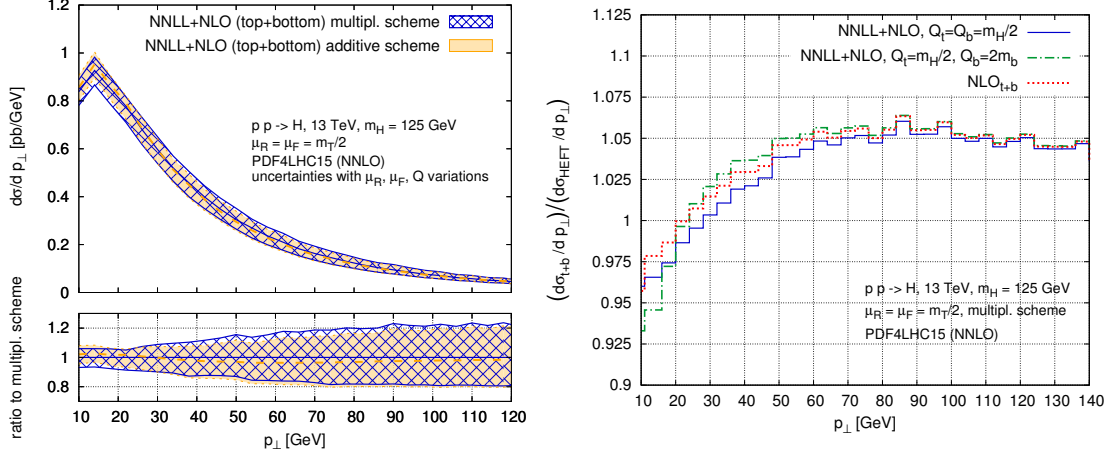 NNLL+NLO (top+bottom) multipl. scheme
NNLL+NLO (top+bottom) additive scheme
dσ/d p⊥ [pb/GeV]
1.2
1
0.8
0.6
0.4
0.2
0
p p -> H, 13 TeV, m_H = 125 GeV
μ_R = μ_F = m_T/2
PDF4LHC15 (NNLO)
uncertainties with μ_R, μ_F, Q variations
ratio to multipl. scheme
1.2
1.0
0.8
10 20 30 40 50 60 70 80 90 100 110 120
p⊥ [GeV]
(dσ_t+b/d p⊥)/(dσ_HEFT/d p⊥)
1.125
1.1
1.075
1.05
1.025
1
0.975
0.95
0.925
0.9
NNLL+NLO, Q_t=Q_b=m_H/2
NNLL+NLO, Q_t=m_H/2, Q_b=2m_b
NLO_t+b
p p -> H, 13 TeV, m_H = 125 GeV
μ_R = μ_F = m_T/2, multipl. scheme
PDF4LHC15 (NNLO)
10 20 30 40 50 60 70 80 90 100 110 120 130 140
p⊥ [GeV]